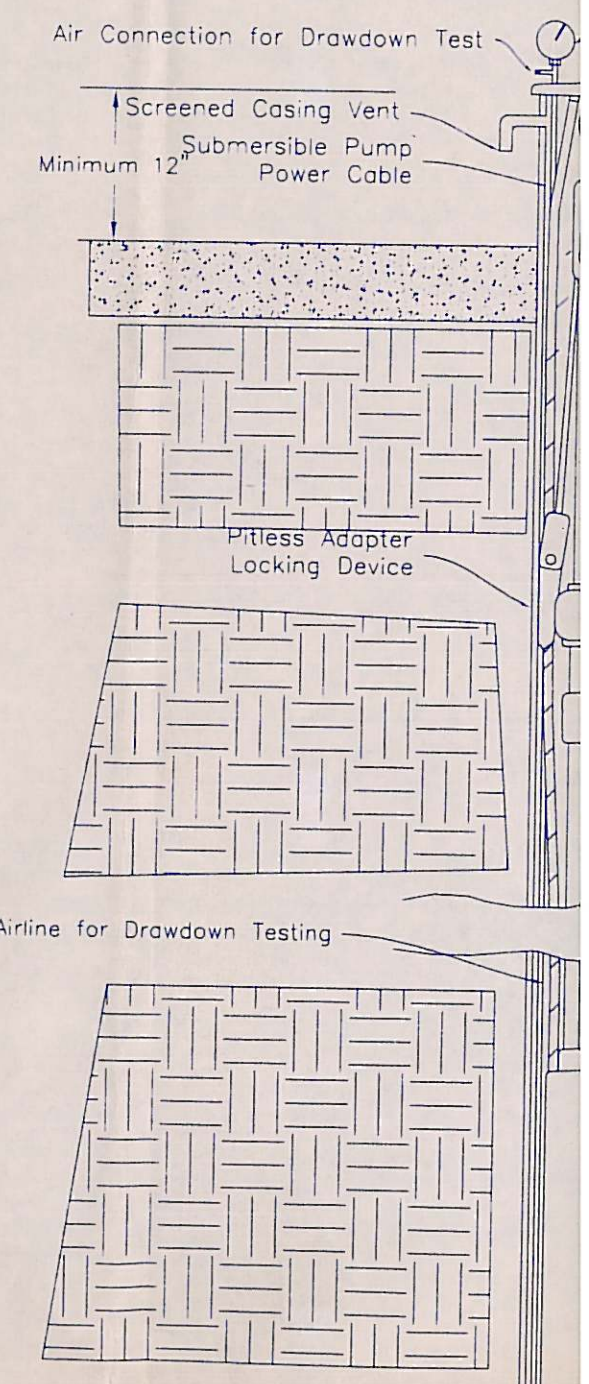 Air Connection for Drawdown Test
Screened Casing Vent
Minimum 12"
Submersible Pump
Power Cable
Pitless Adapter
Locking Device
Airline for Drawdown Testing